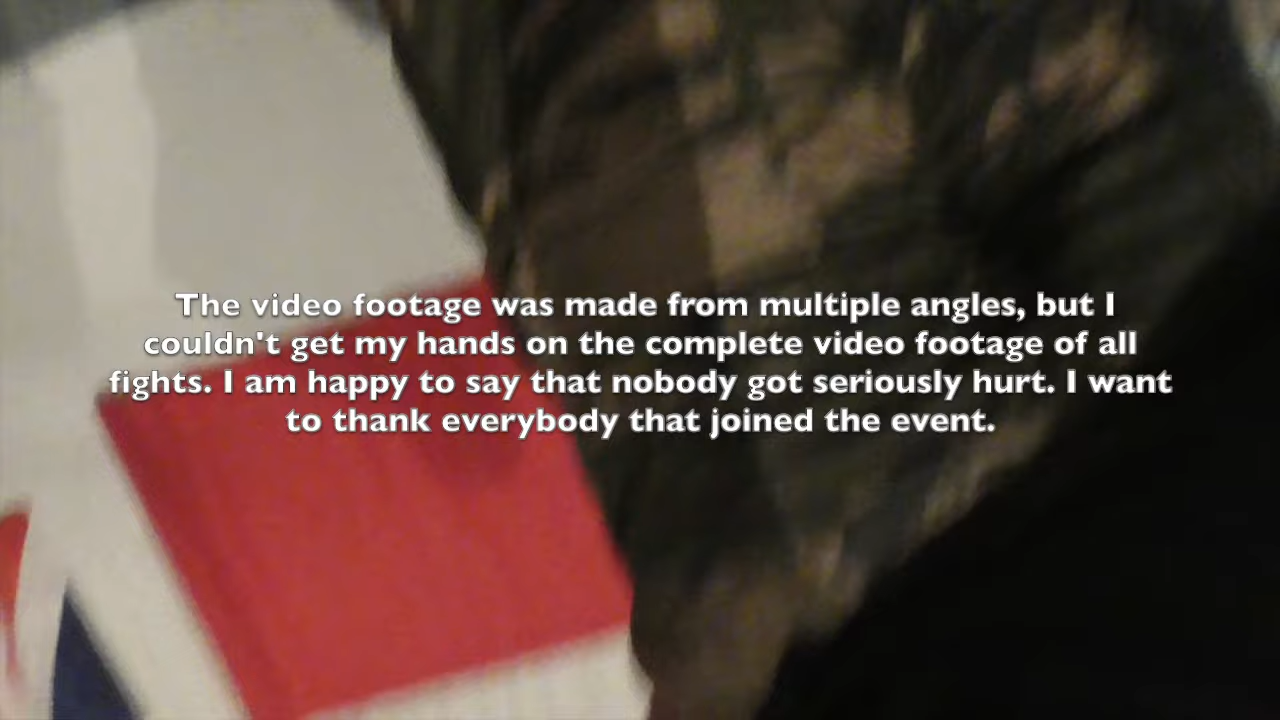 The video footage was made from multiple angles, but I
couldn't get my hands on the complete video footage of all
fights. I am happy to say that nobody got seriously hurt. I want
to thank everybody that joined the event.